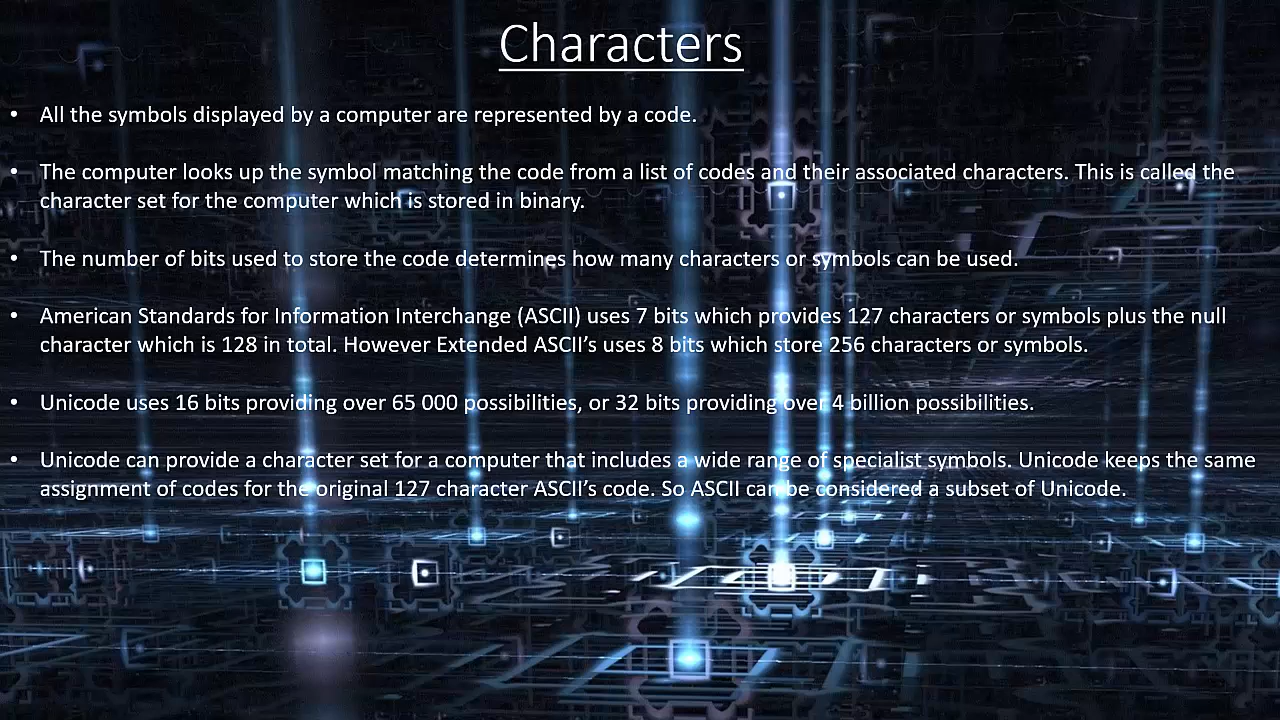 Characters
• All the symbols displayed by a computer are represented by a code.
• The computer looks up the symbol matching the code from a list of codes and their associated characters. This is called the
character set for the computer which is stored in binary.
• The number of bits used to store the code determines how many characters or symbols can be used.
• American Standards for Information Interchange (ASCII) uses 7 bits which provides 127 characters or symbols plus the null
character which is 128 in total. However Extended ASCII’s uses 8 bits which store 256 characters or symbols.
• Unicode uses 16 bits providing over 65 000 possibilities, or 32 bits providing over 4 billion possibilities.
• Unicode can provide a character set for a computer that includes a wide range of specialist symbols. Unicode keeps the same
assignment of codes for the original 127 character ASCII’s code. So ASCII can be considered a subset of Unicode.